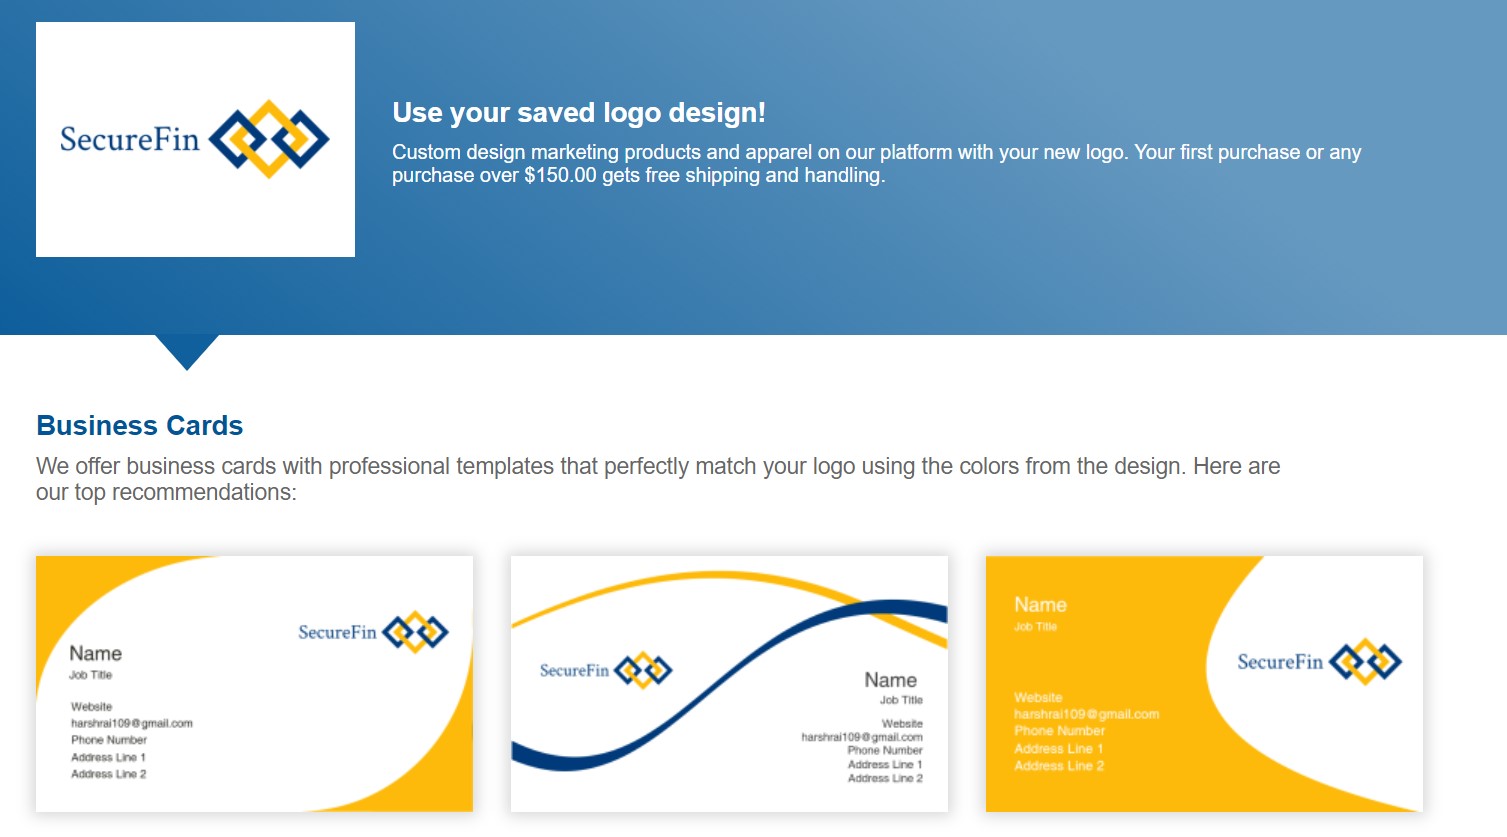 SecureFin
Use your saved logo design!
Custom design marketing products and apparel on our platform with your new logo. Your first purchase or any
purchase over $150.00 gets free shipping and handling.
Business Cards
We offer business cards with professional templates that perfectly match your logo using the colors from the design. Here are
our top recommendations:
SecureFin
Name
Job Title
Website
harshrai109@gmail.com
Phone Number
Address Line 1
Address Line 2
SecureFin
Name
Job Title
Website
harshrai109@gmail.com
Phone Number
Address Line 1
Address Line 2
Name
Job Title
SecureFin
Website
harshrai109@gmail.com
Phone Number
Address Line 1
Address Line 2